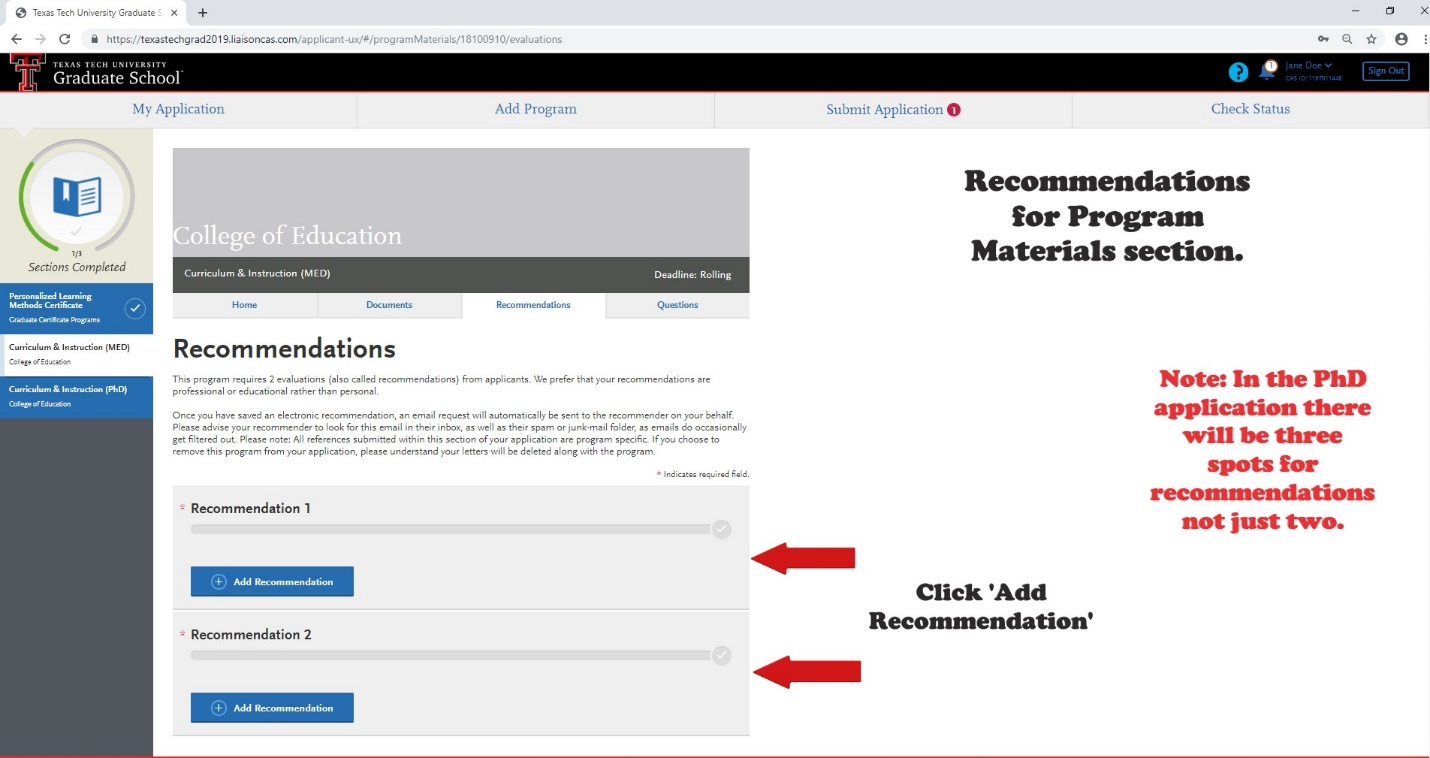 Texas Tech University Graduate S
https://texastechgrad2019.liaisoncas.com/applicant-ux/#/programMaterials/18100910/evaluations
TEXAS TECH UNIVERSITY
Graduate School
?
1
Jane Doe
CAS ID: 1187011448
Sign Out
My Application
Add Program
Submit Application 1
Check Status
1/3
Sections Completed
Personalized Learning
Methods Certificate
Graduate Certificate Programs
Curriculum & Instruction (MED)
College of Education
Curriculum & Instruction (PhD)
College of Education
College of Education
Curriculum & Instruction (MED)
Deadline: Rolling
Home
Documents
Recommendations
Questions
Recommendations
This program requires 2 evaluations (also called recommendations) from applicants. We prefer that your recommendations are
professional or educational rather than personal.
Once you have saved an electronic recommendation, an email request will automatically be sent to the recommender on your behalf.
Please advise your recommender to look for this email in their inbox, as well as their spam or junk-mail folder, as emails do occasionally
get filtered out. Please note: All references submitted within this section of your application are program specific. If you choose to
remove this program from your application, please understand your letters will be deleted along with the program.
* Indicates required field.
* Recommendation 1
Add Recommendation
* Recommendation 2
Add Recommendation
Recommendations
for Program
Materials section.
Note: In the PhD
application there
will be three
spots for
recommendations
not just two.
Click 'Add
Recommendation'